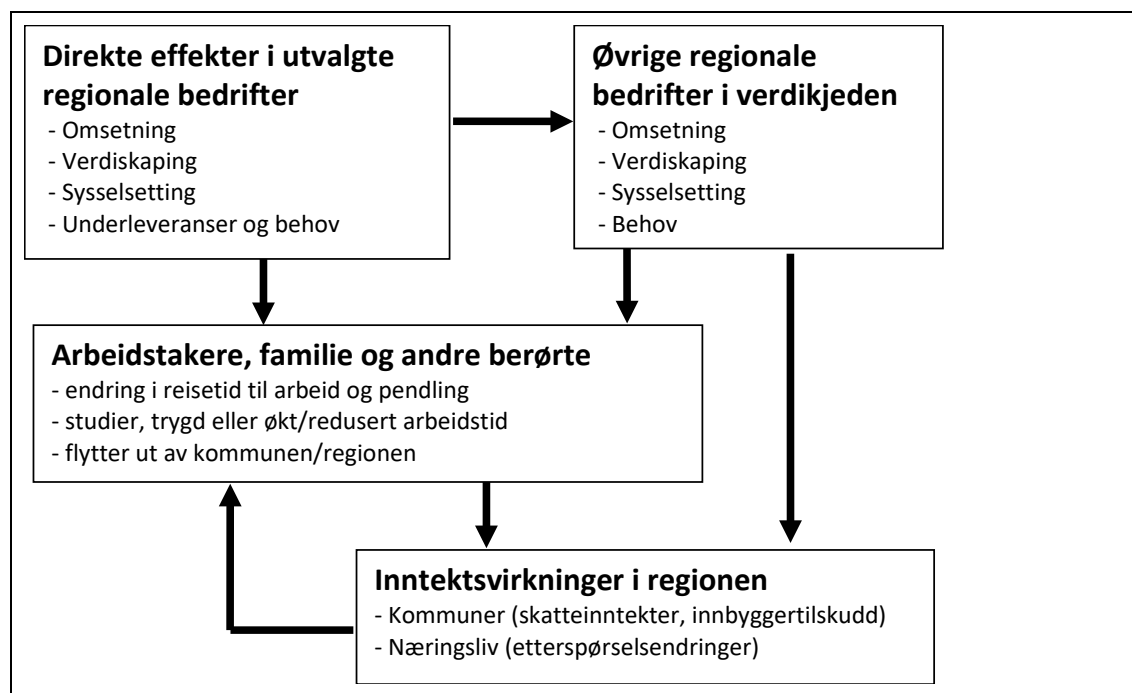 Direkte effekter i utvalgte
regionale bedrifter
- Omsetning
- Verdiskaping
- Sysselsetting
- Underleveranser og behov
Øvrige regionale
bedrifter i verdikjeden
- Omsetning
- Verdiskaping
- Sysselsetting
- Behov
Arbeidstakere, familie og andre berørte
- endring i reisetid til arbeid og pendling
- studier, trygd eller økt/redusert arbeidstid
- flytter ut av kommunen/regionen
Inntektsvirkninger i regionen
- Kommuner (skatteinntekter, innbyggertilskudd)
- Næringsliv (etterspørselsendringer)